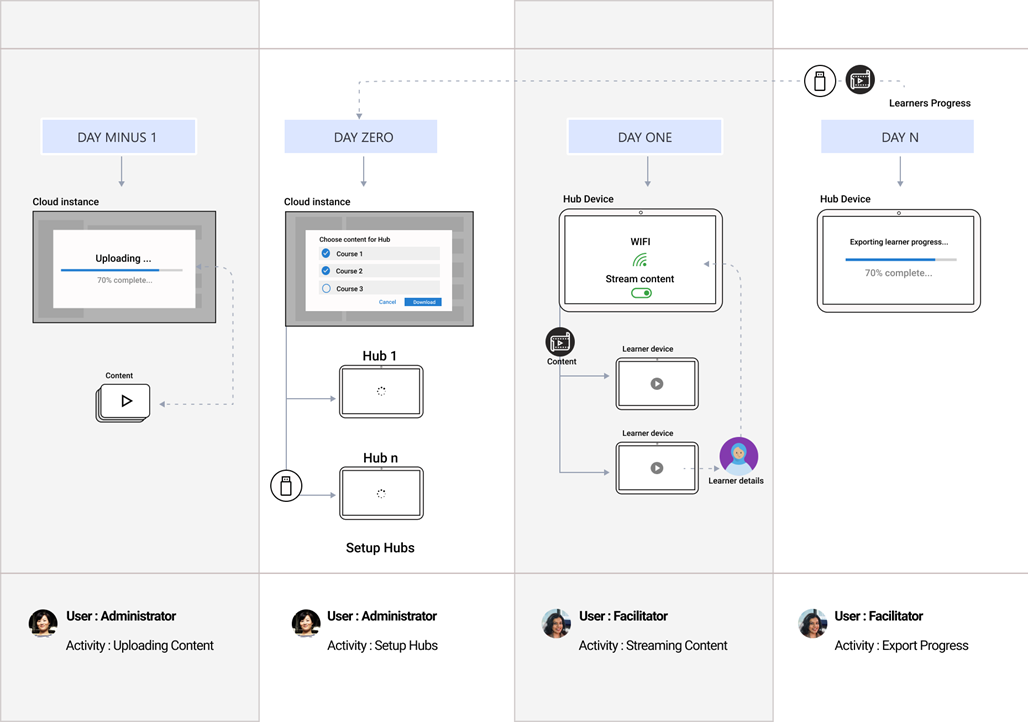 Learners Progress
DAY MINUS 1
DAY ZERO
DAY ONE
DAY N
Cloud instance
Uploading ...
70% complete...
Content
Cloud instance
Choose content for Hub
Course 1
Course 2
Course 3
Cancel
Download
Hub 1
Hub n
Setup Hubs
Hub Device
WIFI
Stream content
Content
Learner device
Learner device
Learner details
Hub Device
Exporting learner progress...
70% complete...
User : Administrator
Activity : Uploading Content
User : Administrator
Activity : Setup Hubs
User : Facilitator
Activity : Streaming Content
User : Facilitator
Activity : Export Progress